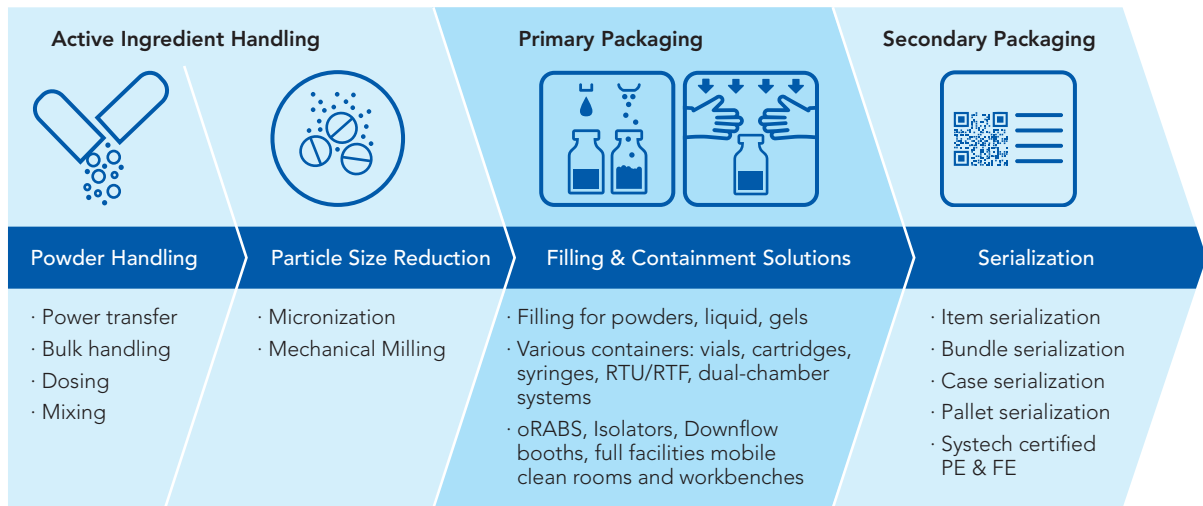 Active Ingredient Handling
Primary Packaging
Secondary Packaging
Powder Handling
Particle Size Reduction
Filling & Containment Solutions
Serialization
· Power transfer
· Bulk handling
· Dosing
· Mixing
· Micronization
· Mechanical Milling
· Filling for powders, liquid, gels
· Various containers: vials, cartridges,
syringes, RTU/RTF, dual-chamber
systems
· oRABS, Isolators, Downflow
booths, full facilities mobile
clean rooms and workbenches
· Item serialization
· Bundle serialization
· Case serialization
· Pallet serialization
· Systech certified
PE & FE